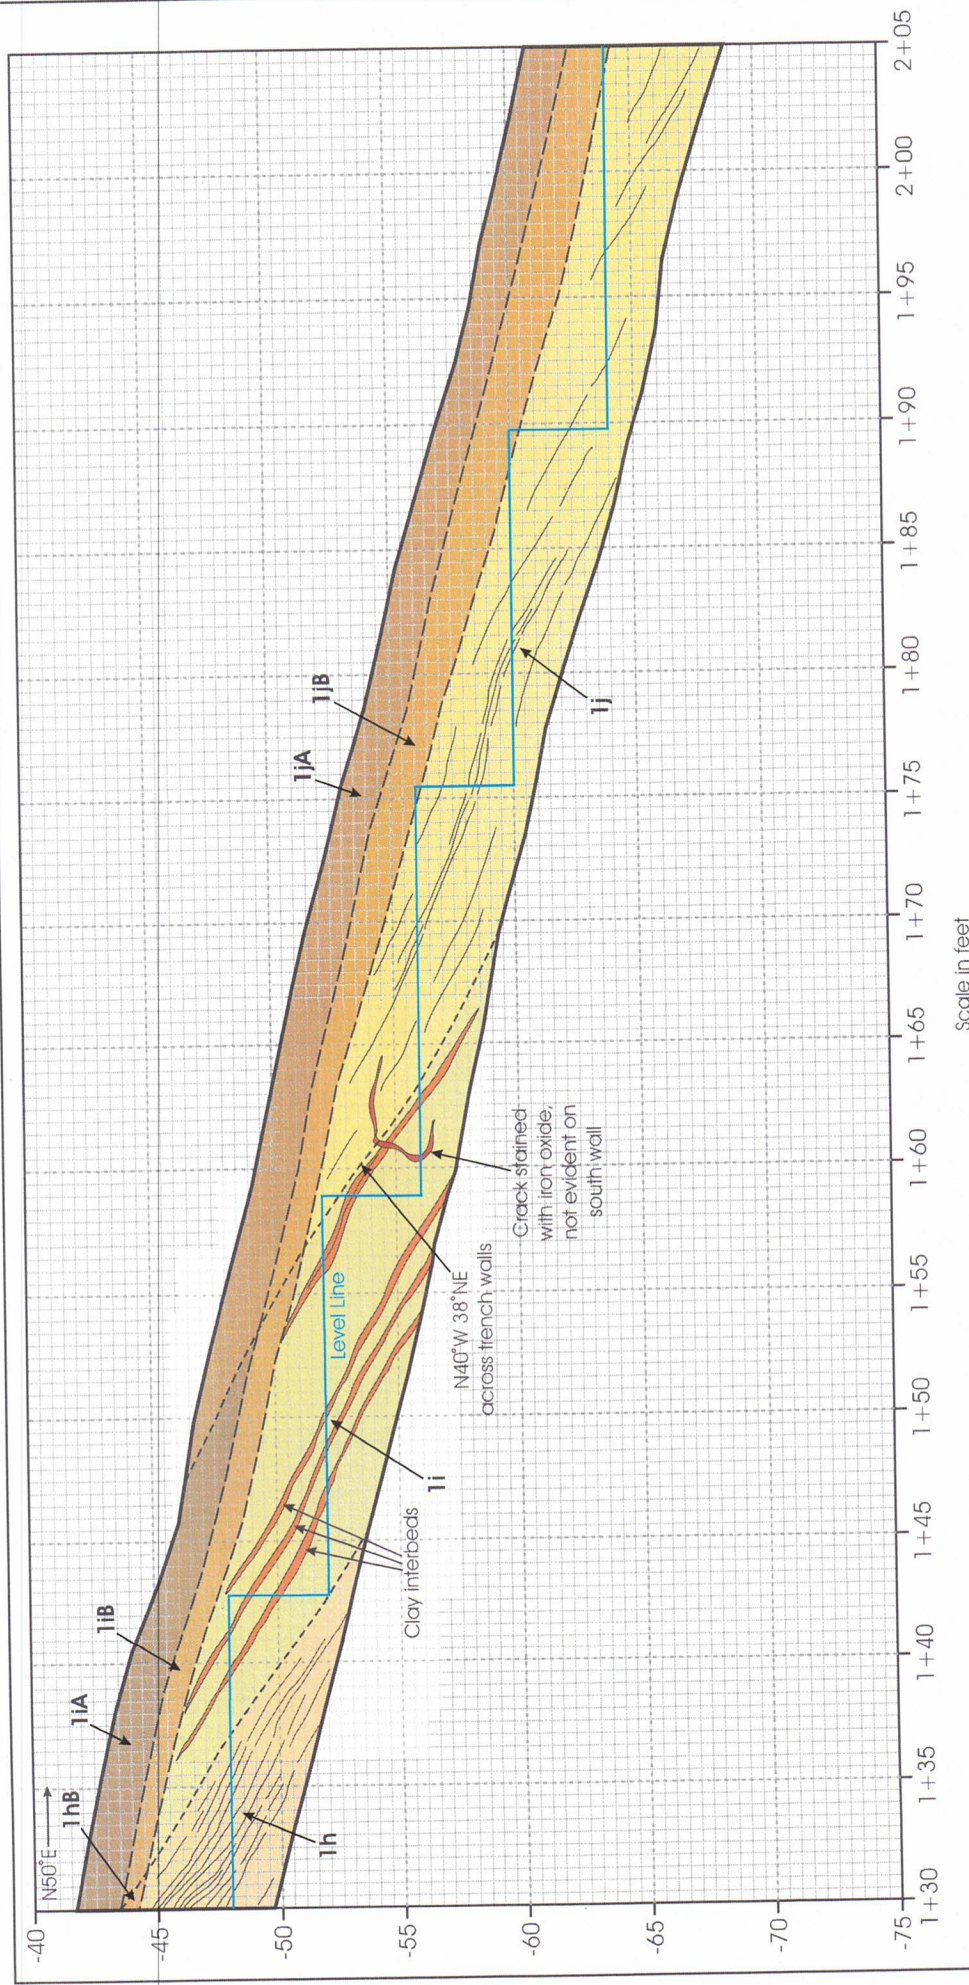 N50°E
1hB
1iA
1iB
1jA
1jB
1h
Clay interbeds
1i
Level Line
N40°W 38°NE
across trench walls
Crack stained
with iron oxide,
not evident on
south wall
1j
-40
-45
-50
-55
-60
-65
-70
-75
1+30
1+35
1+40
1+45
1+50
1+55
1+60
1+65
1+70
1+75
1+80
1+85
1+90
1+95
2+00
2+05
Scale in feet